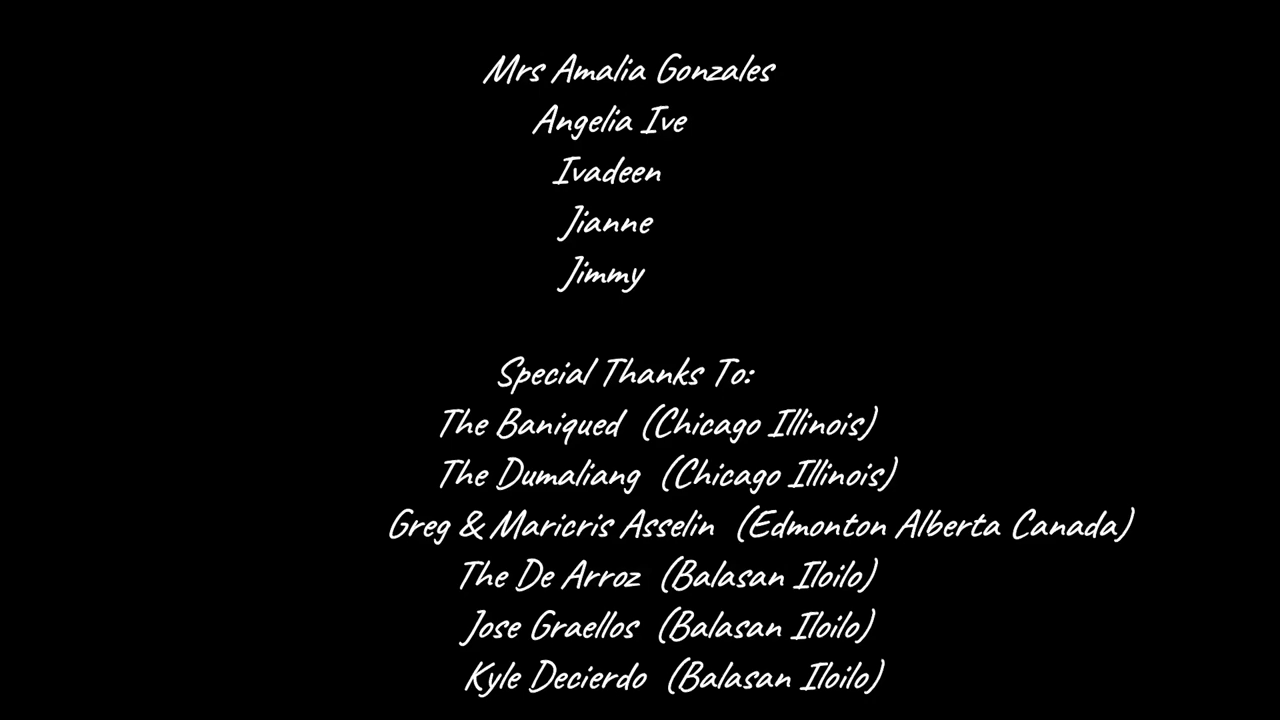 Mrs Amalia Gonzales
Angelia Ive
Ivadeen
Jianne
Jimmy
Special Thanks To:
The Baniqued (Chicago Illinois)
The Dumaliang (Chicago Illinois)
Greg & Maricris Asselin (Edmonton Alberta Canada)
The De Arroz (Balasan Iloilo)
Jose Graellos (Balasan Iloilo)
Kyle Decierdo (Balasan Iloilo)